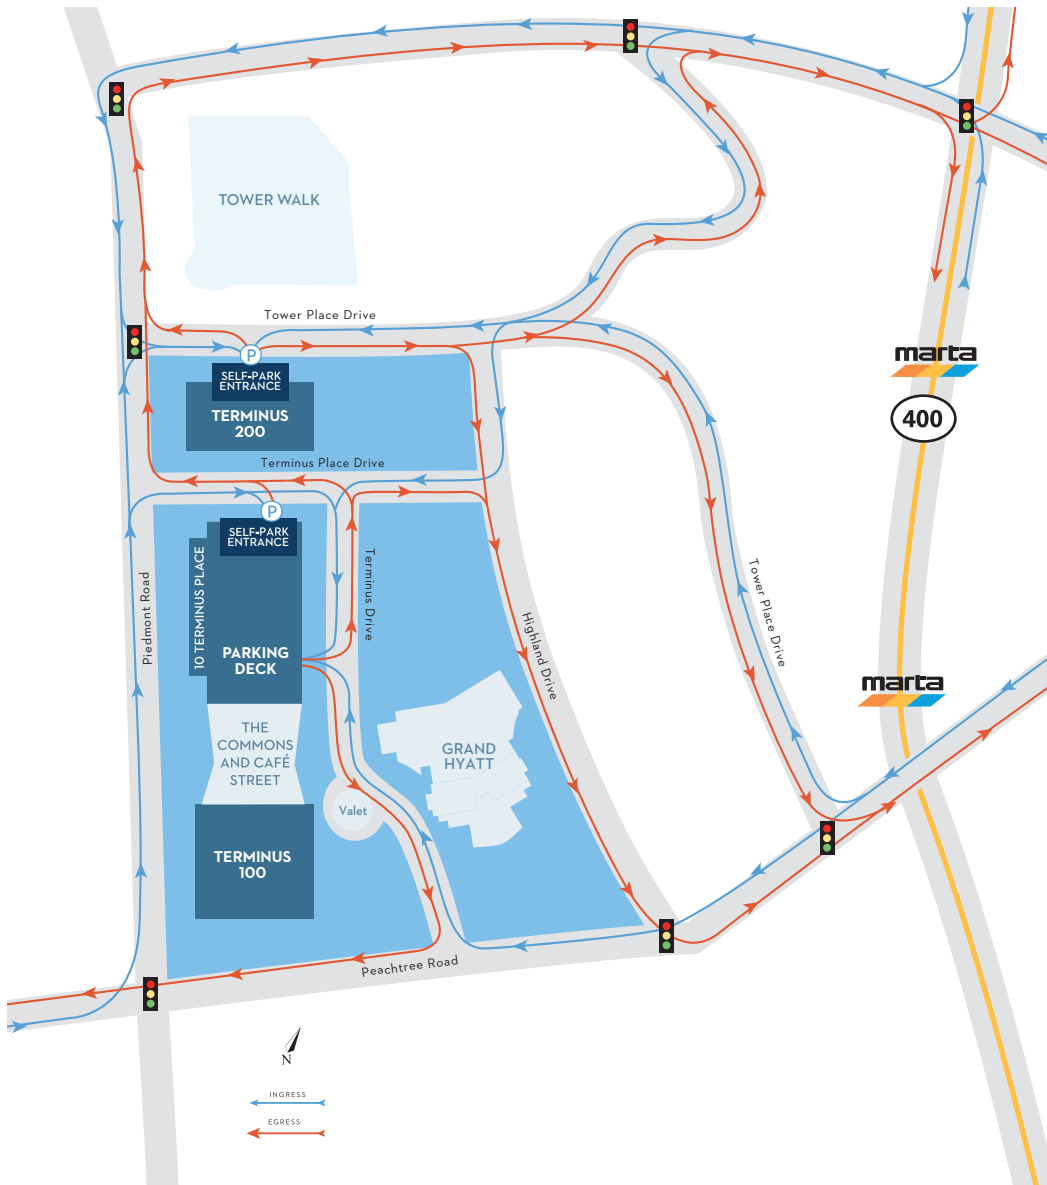 TOWER WALK
Tower Place Drive
P
SELF-PARK
ENTRANCE
TERMINUS
200
marta
400
Terminus Place Drive
P
SELF-PARK
ENTRANCE
10 TERMINUS PLACE
Piedmont Road
Terminus Drive
Highland Drive
Tower Place Drive
PARKING
DECK
marta
THE
COMMONS
AND CAFÉ
STREET
GRAND
HYATT
Valet
TERMINUS
100
Peachtree Road
N
INGRESS
EGRESS